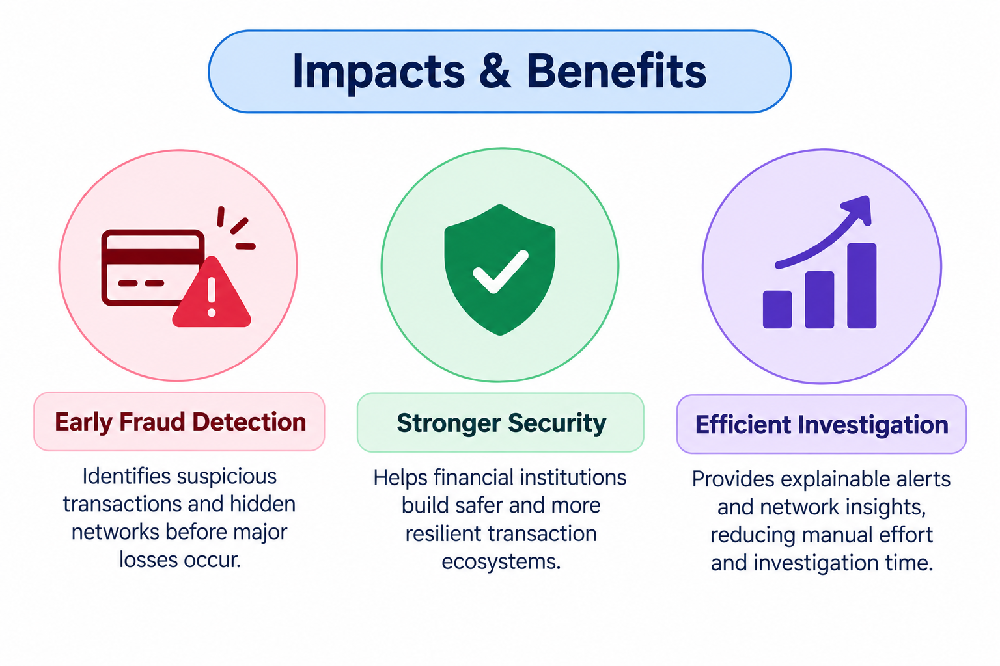 Impacts & Benefits
Early Fraud Detection
Identifies suspicious
transactions and hidden
networks before major
losses occur.
Stronger Security
Helps financial institutions
build safer and more
resilient transaction
ecosystems.
Efficient Investigation
Provides explainable alerts
and network insights,
reducing manual effort
and investigation time.